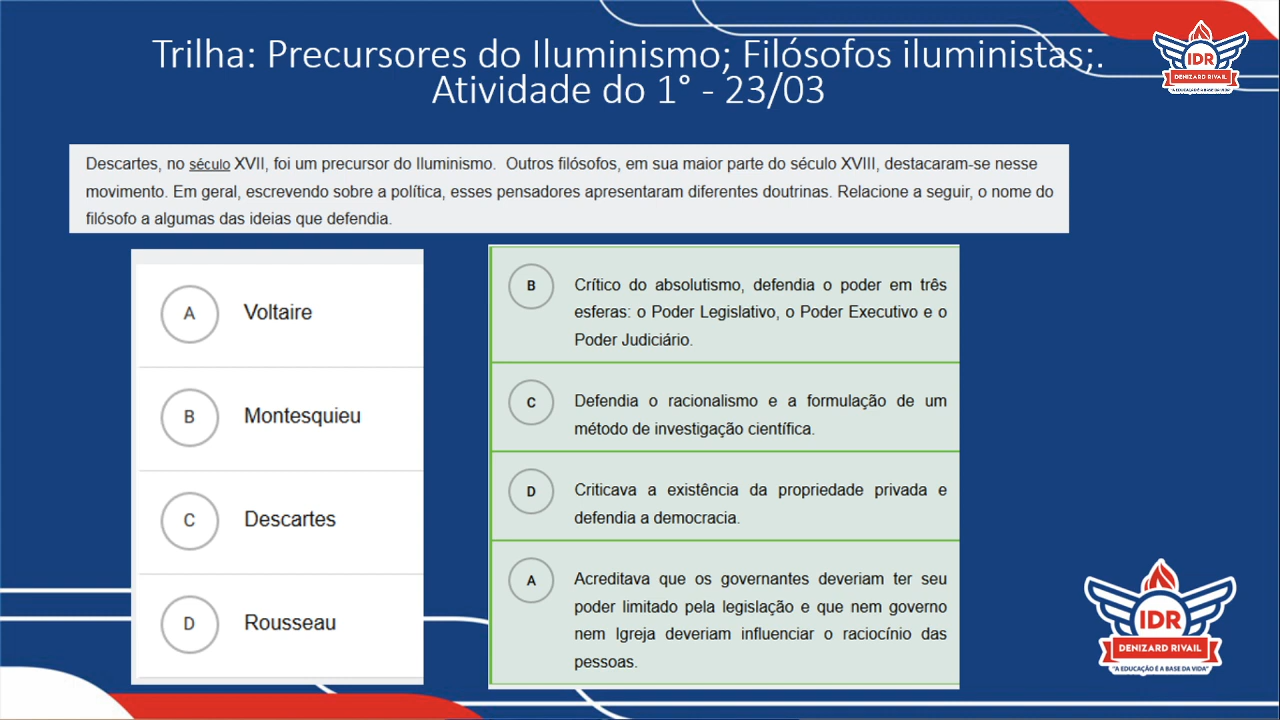 Trilha: Precursores do Iluminismo; Filósofos iluministas;.
Atividade do 1° - 23/03
IDR
DENIZARD RIVAIL
"A EDUCAÇÃO É A BASE DA VIDA"
Descartes, no século XVII, foi um precursor do Iluminismo. Outros filósofos, em sua maior parte do século XVIII, destacaram-se nesse
movimento. Em geral, escrevendo sobre a política, esses pensadores apresentaram diferentes doutrinas. Relacione a seguir, o nome do
filósofo a algumas das ideias que defendia.
A Voltaire
B Montesquieu
C Descartes
D Rousseau
B Crítico do absolutismo, defendia o poder em três
esferas: o Poder Legislativo, o Poder Executivo e o
Poder Judiciário.
C Defendia o racionalismo e a formulação de um
método de investigação científica.
D Criticava a existência da propriedade privada e
defendia a democracia.
A Acreditava que os governantes deveriam ter seu
poder limitado pela legislação e que nem governo
nem Igreja deveriam influenciar o raciocínio das
pessoas.
IDR
DENIZARD RIVAIL
"A EDUCAÇÃO É A BASE DA VIDA"